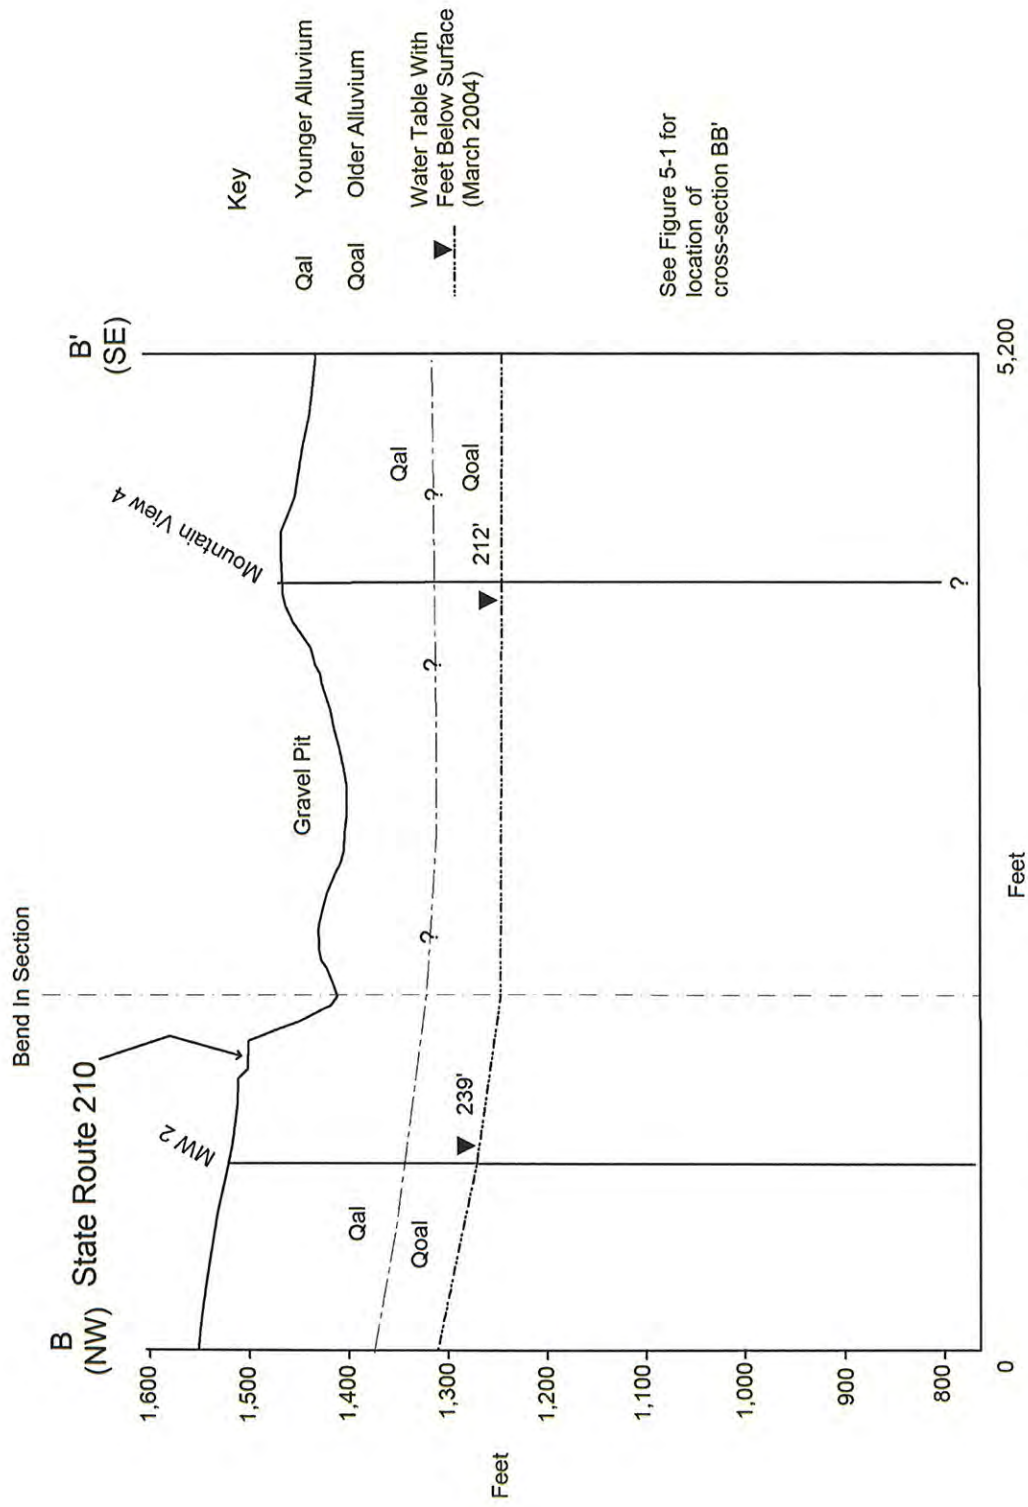 B
(NW)
State Route 210
MW 2
Bend In Section
Gravel Pit
Mountain View 4
B'
(SE)
Key
Qal Younger Alluvium
Qoal Older Alluvium
Water Table With
Feet Below Surface
(March 2004)
See Figure 5-1 for
location of
cross-section BB'
1,600
1,500
1,400
1,300
1,200
1,100
1,000
900
800
Feet
Qal
Qoal
239'
?
?
?
Qal
Qoal
212'
?
0
5,200
Feet